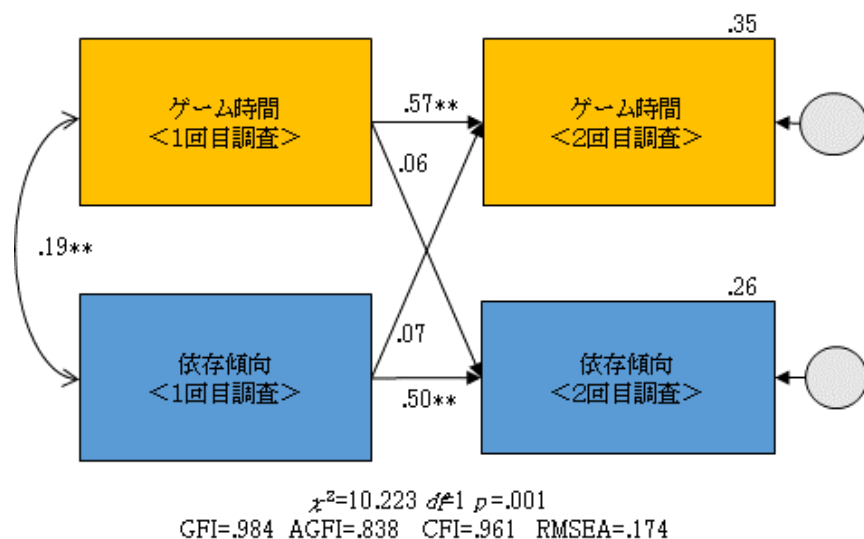 .35
ゲーム時間
<1回目調査>
.57**
ゲーム時間
<2回目調査>
.06
.19**
.26
.07
依存傾向
<1回目調査>
.50**
依存傾向
<2回目調査>
χ²=10.223 df=1 p=.001
GFI=.984 AGFI=.838 CFI=.961 RMSEA=.174